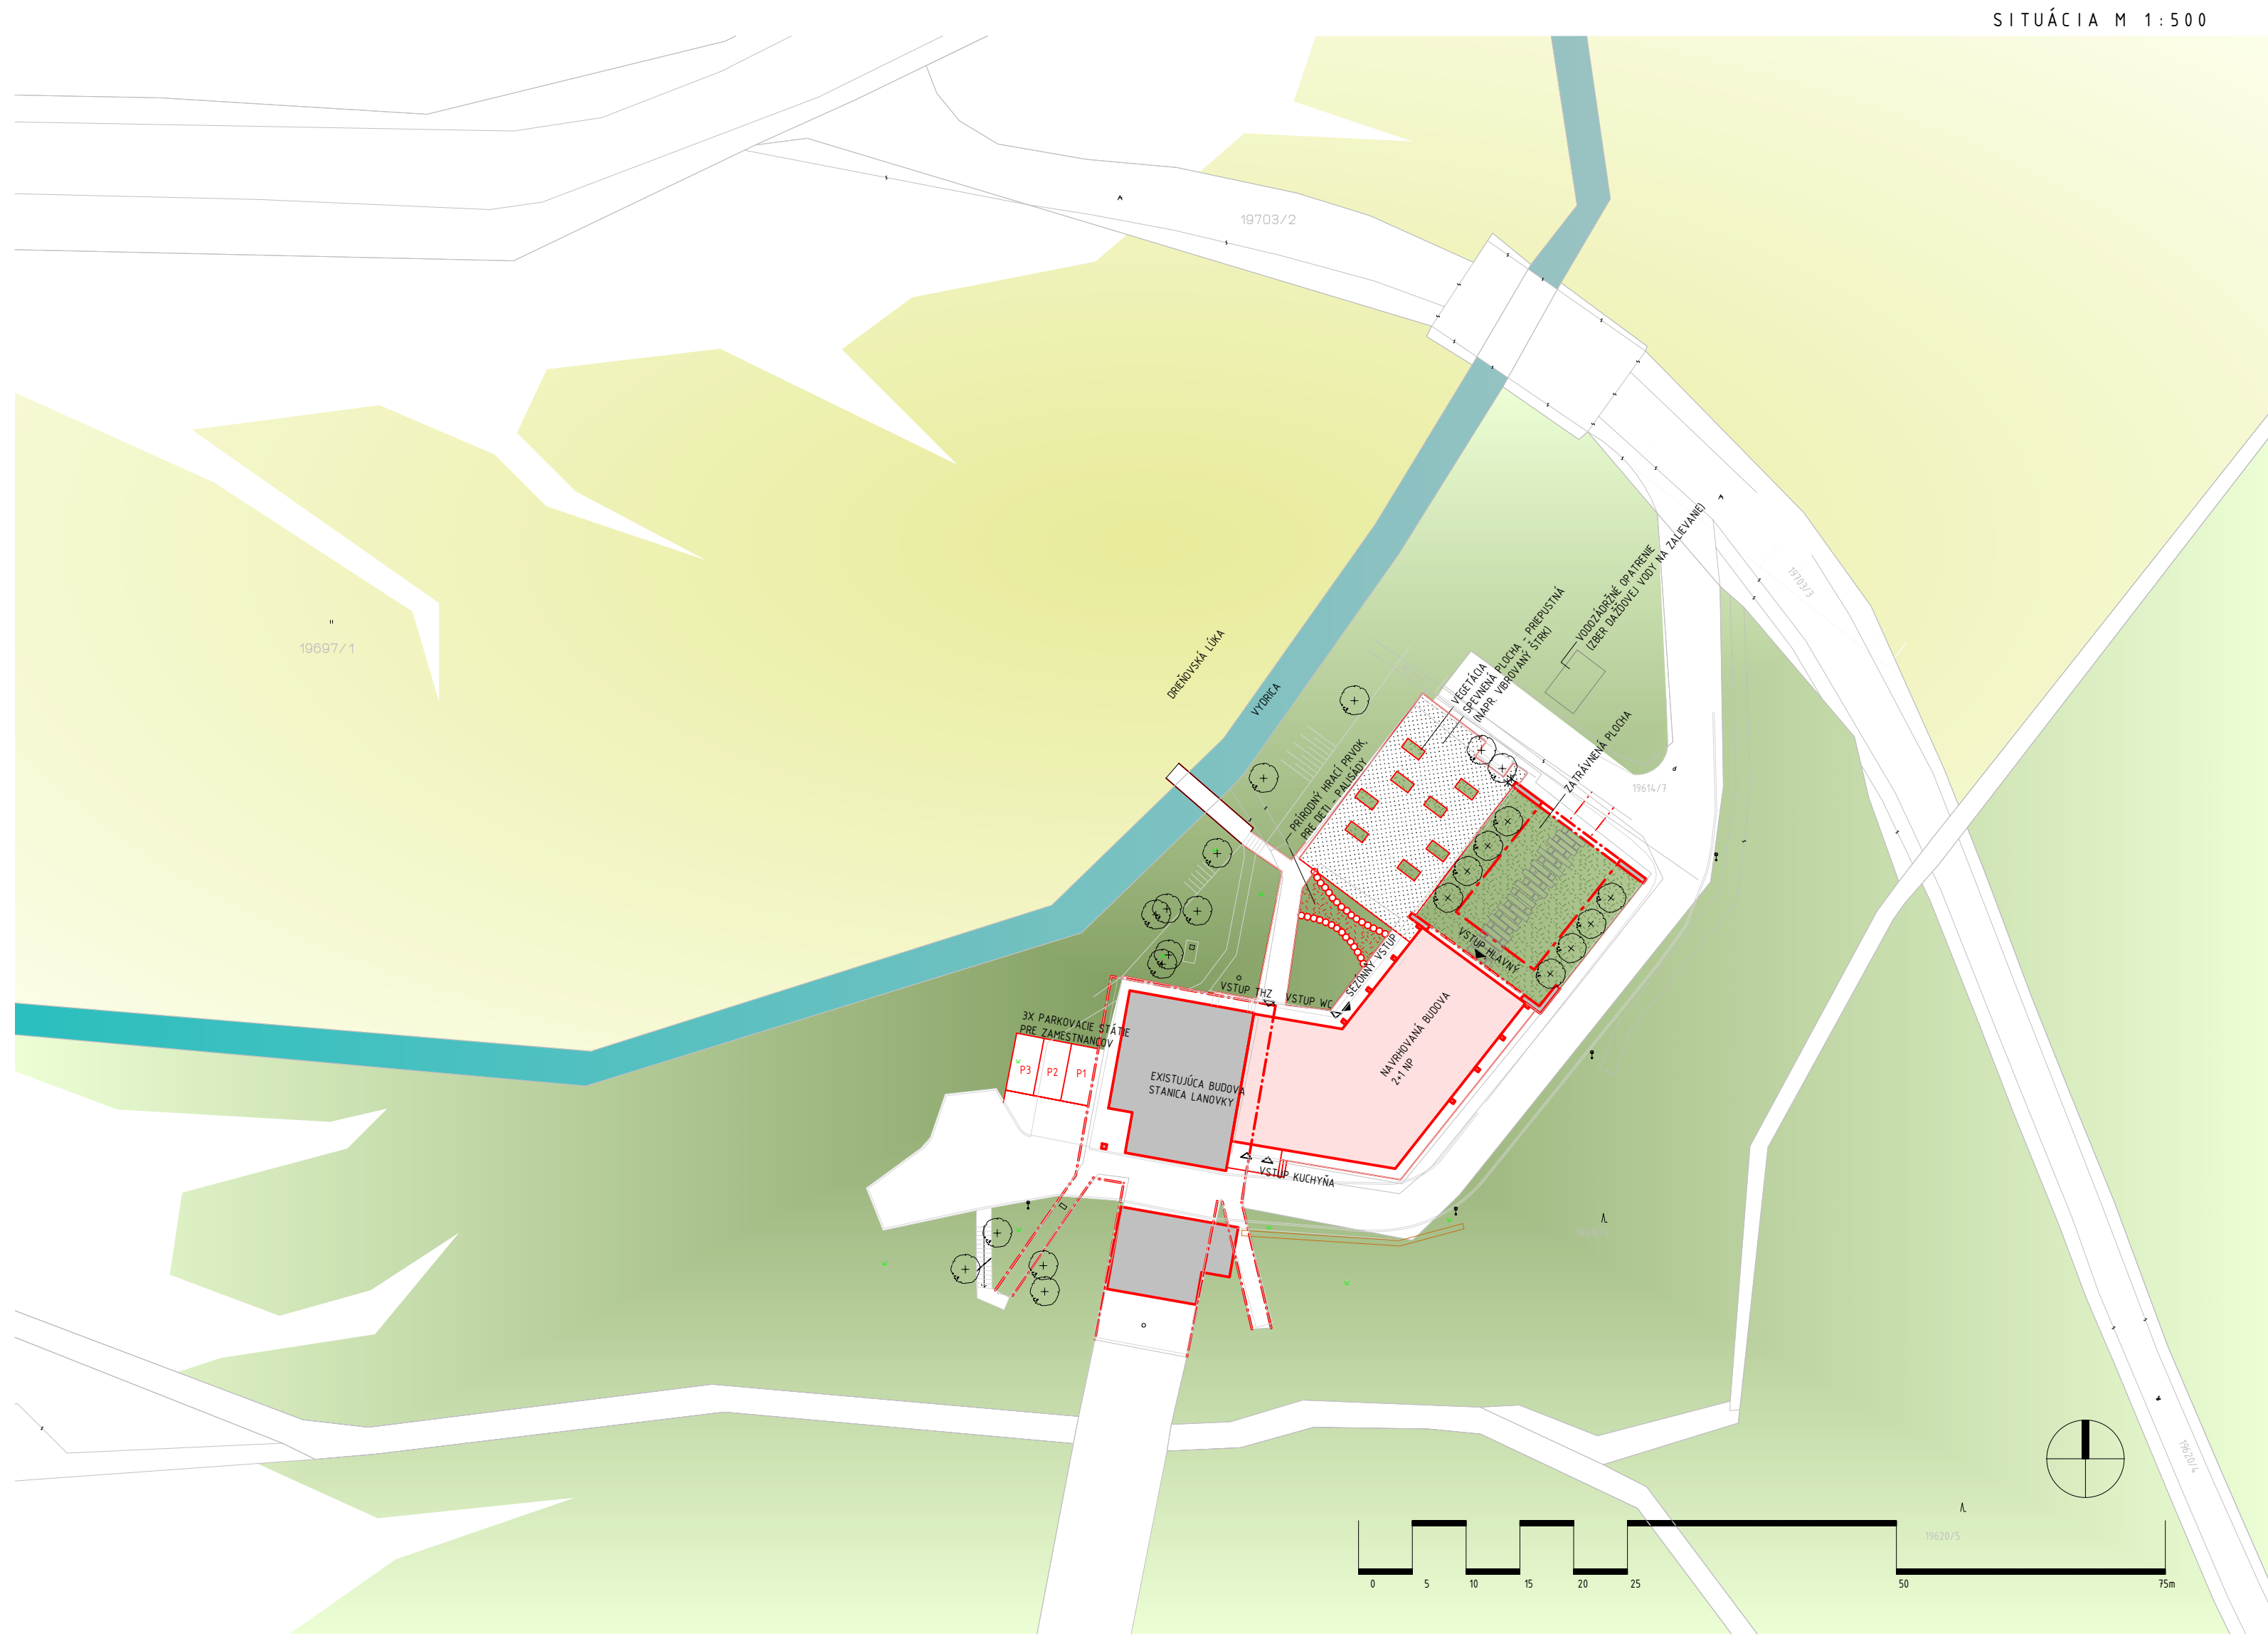 SITUÁCIA M 1:500
19703/2
19703/3
19697/1
DRIEŇOVSKÁ LÚKA
VYDRICA
VODOZÁDRŽNÉ OPATRENIE
(ZBER DAŽĎOVEJ VODY NA ZALIEVANIE)
VEGETÁCIA
SPEVNENÁ PLOCHA - PRIEPUSTNÁ
(NAPR. VIBROVANÝ ŠTRK)
ZATRÁVNENÁ PLOCHA
19614/7
PRÍRODNÝ HRACÍ PRVOK,
PRE DETI - PALISÁDY
VSTUP HLAVNÝ
SEZÓNNY VSTUP
VSTUP THZ
VSTUP WC
3X PARKOVACIE STÁTIE
PRE ZAMESTNANCOV
P3
P2
P1
EXISTUJÚCA BUDOVA
STANICA LANOVKY
NAVRHOVANÁ BUDOVA
2+1 NP
VSTUP KUCHYŇA
19620/4
19620/5
0 5 10 15 20 25 50 75m